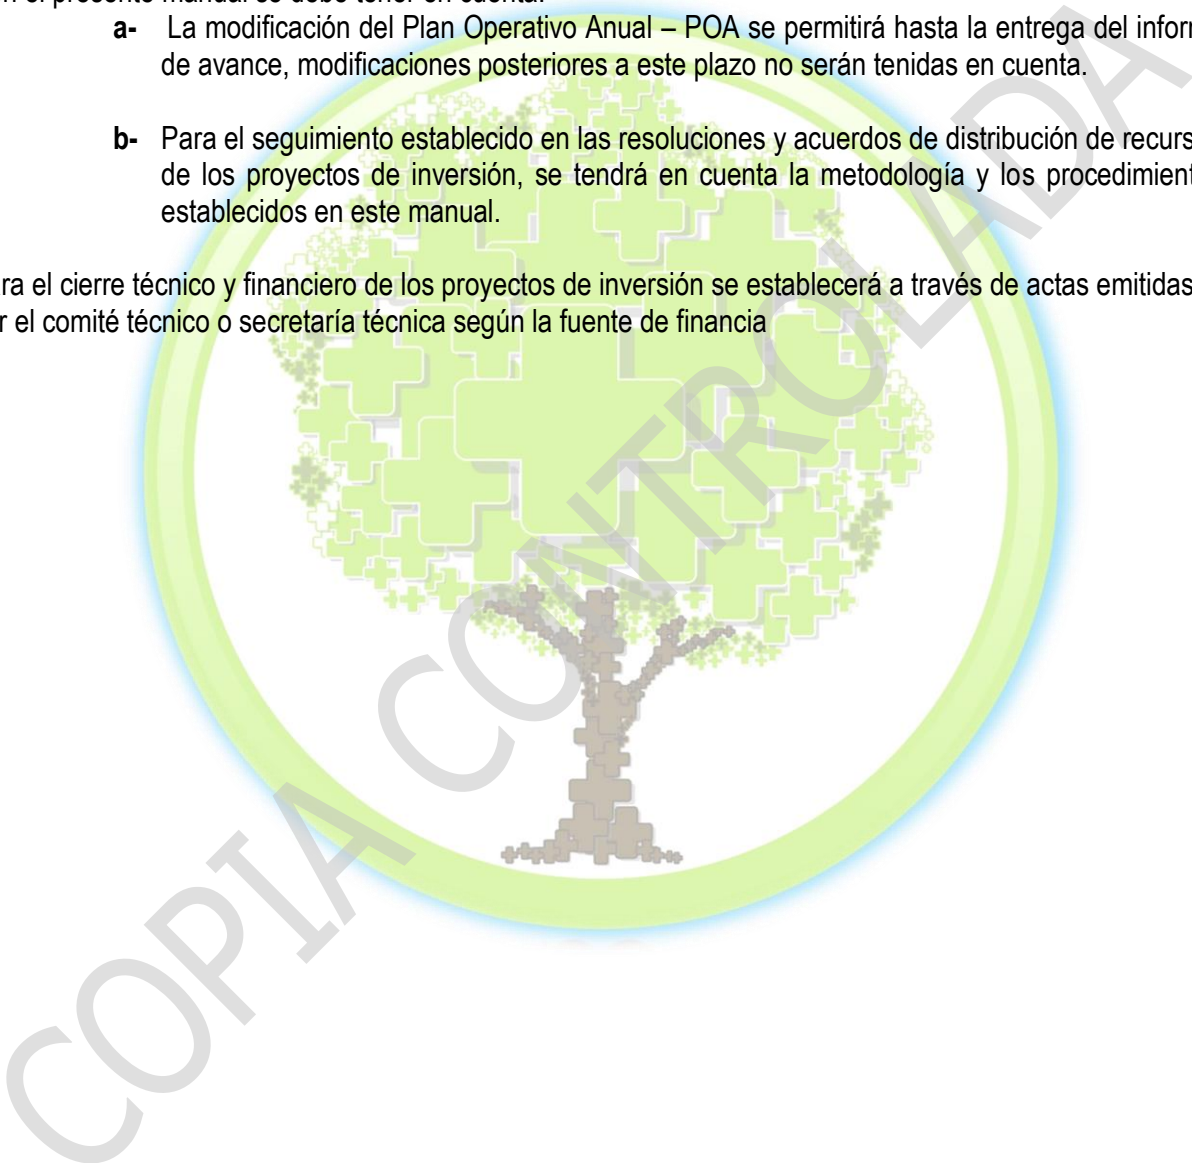 n el presente manual se debe tener en cuenta:
a- La modificación del Plan Operativo Anual – POA se permitirá hasta la entrega del infor
de avance, modificaciones posteriores a este plazo no serán tenidas en cuenta.
b- Para el seguimiento establecido en las resoluciones y acuerdos de distribución de recurs
de los proyectos de inversión, se tendrá en cuenta la metodología y los procedimient
establecidos en este manual.
ra el cierre técnico y financiero de los proyectos de inversión se establecerá a través de actas emitidas
r el comité técnico o secretaría técnica según la fuente de financia
COPIA CONTROLADA